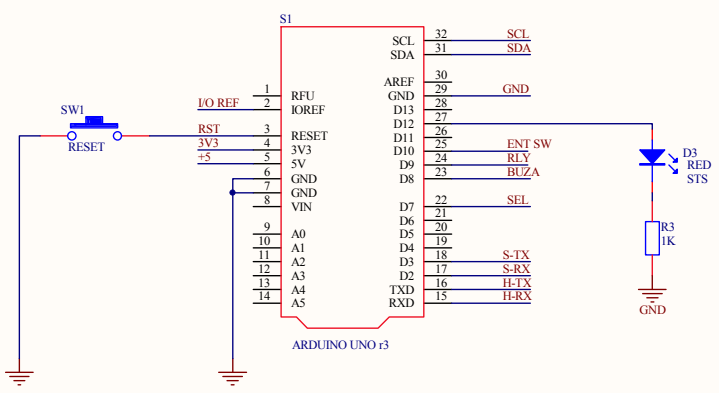 S1
SCL 32 SCL
SDA 31 SDA
AREF 30
1 RFU GND 29 GND
I/O REF 2 IOREF D13 28
SW1 D12 27
RESET
RST 3 RESET D11 26
3V3 4 3V3 D10 25 ENT SW
+5 5 5V D9 24 RLY
6 GND D8 23 BUZA
7 GND
8 VIN D7 22 SEL
D6 21
9 A0 D5 20
10 A1 D4 19
11 A2 D3 18 S-TX
12 A3 D2 17 S-RX
13 A4 TXD 16 H-TX
14 A5 RXD 15 H-RX
ARDUINO UNO r3
D3
RED
STS
R3
1K
GND